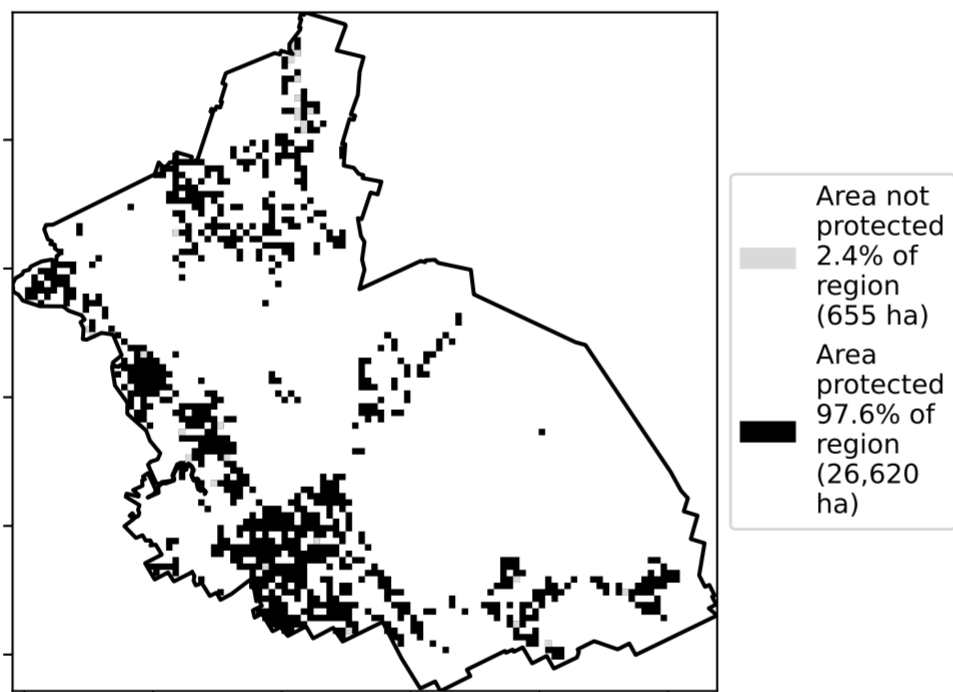 Area not
protected
2.4% of
region
(655 ha)
Area
protected
97.6% of
region
(26,620
ha)